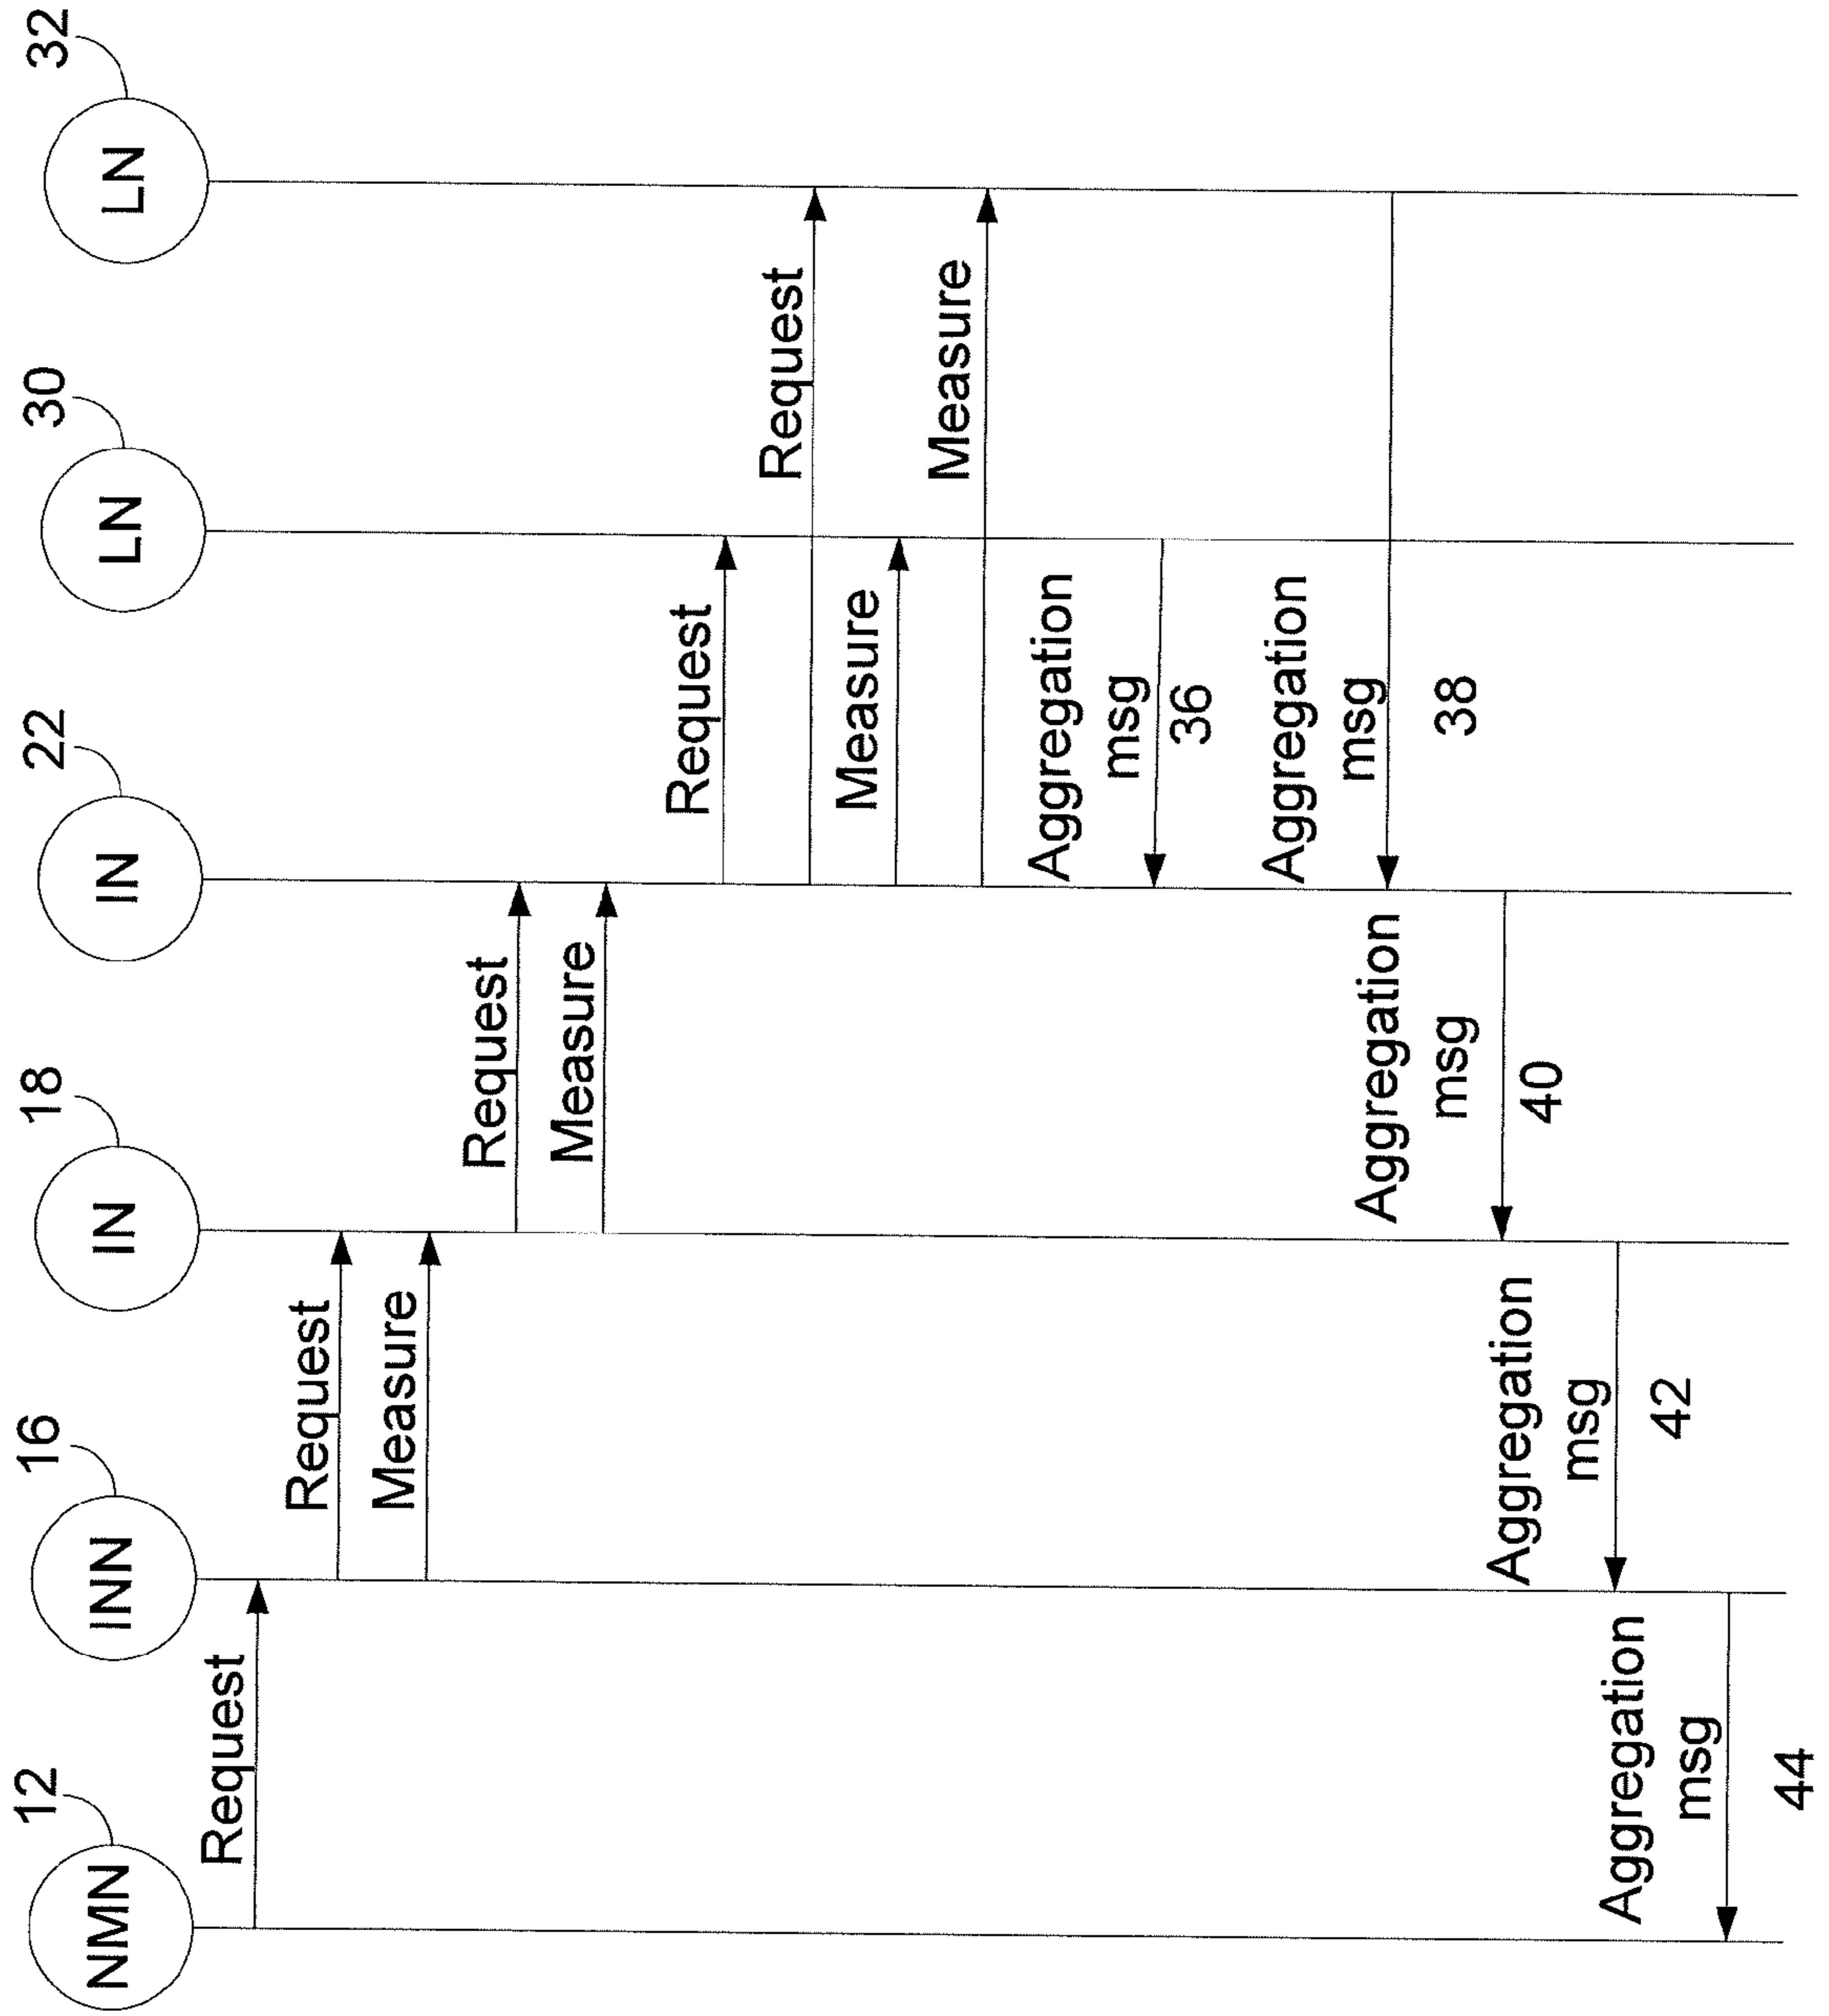 12
16
18
22
30
32
NMN
INN
IN
IN
LN
LN
Request
Request
Measure
Request
Measure
Request
Request
Measure
Measure
Aggregation
msg
36
Aggregation
msg
38
Aggregation
msg
40
Aggregation
msg
42
Aggregation
msg
44